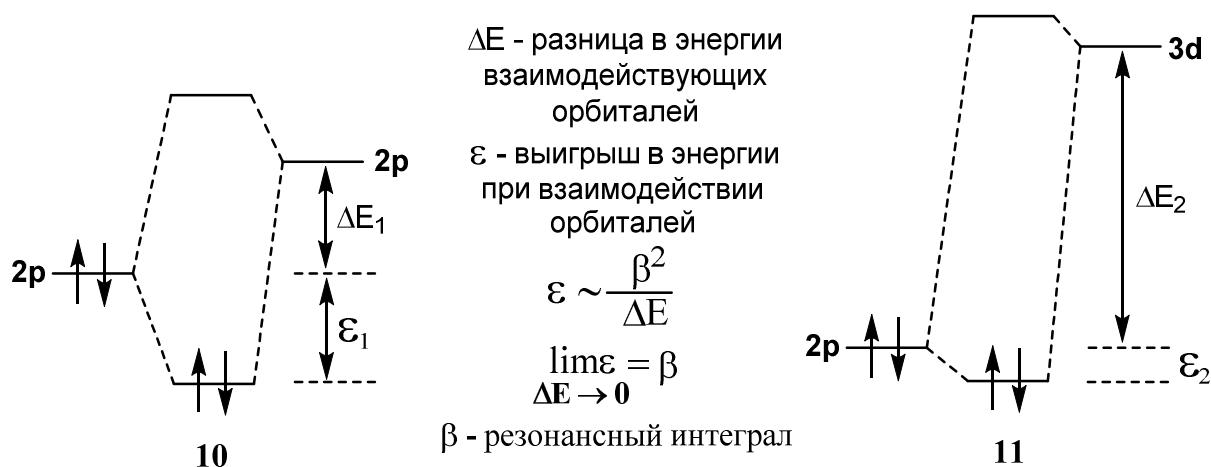 2p
2p
ΔE₁
ε₁
10
ΔE - разница в энергии
взаимодействующих
орбиталей
ε - выигрыш в энергии
при взаимодействии
орбиталей
ε ~ β²/ΔE
limε = β
ΔE → 0
β - резонансный интеграл
3d
ΔE₂
2p
ε₂
11